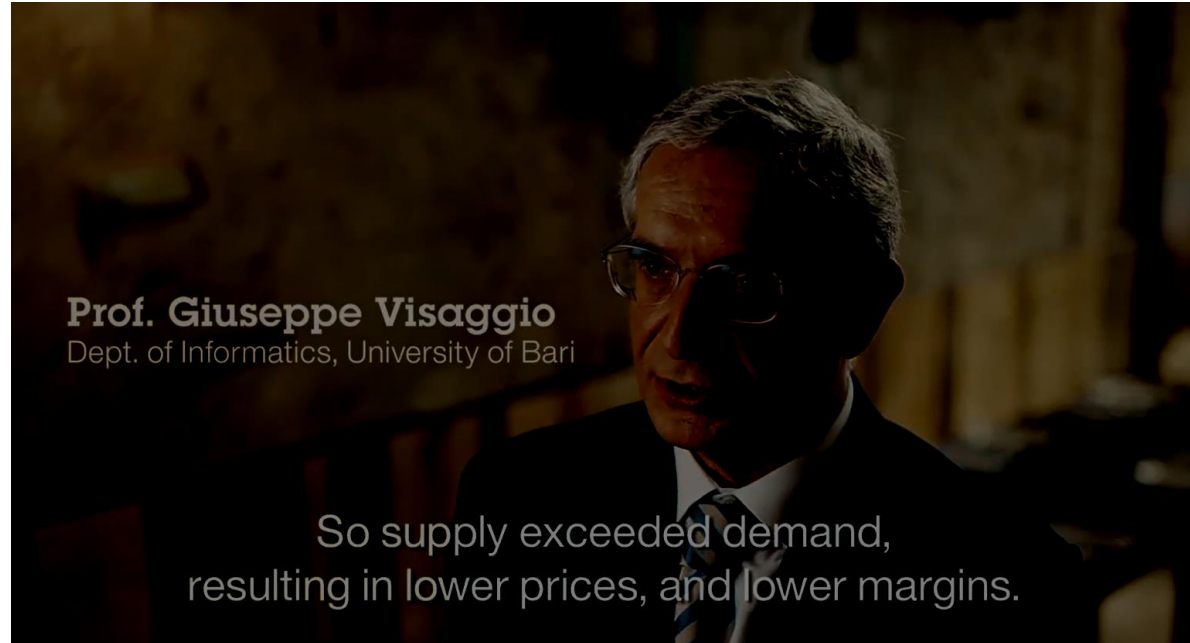 Prof. Giuseppe Visaggio
Dept. of Informatics, University of Bari
So supply exceeded demand,
resulting in lower prices, and lower margins.